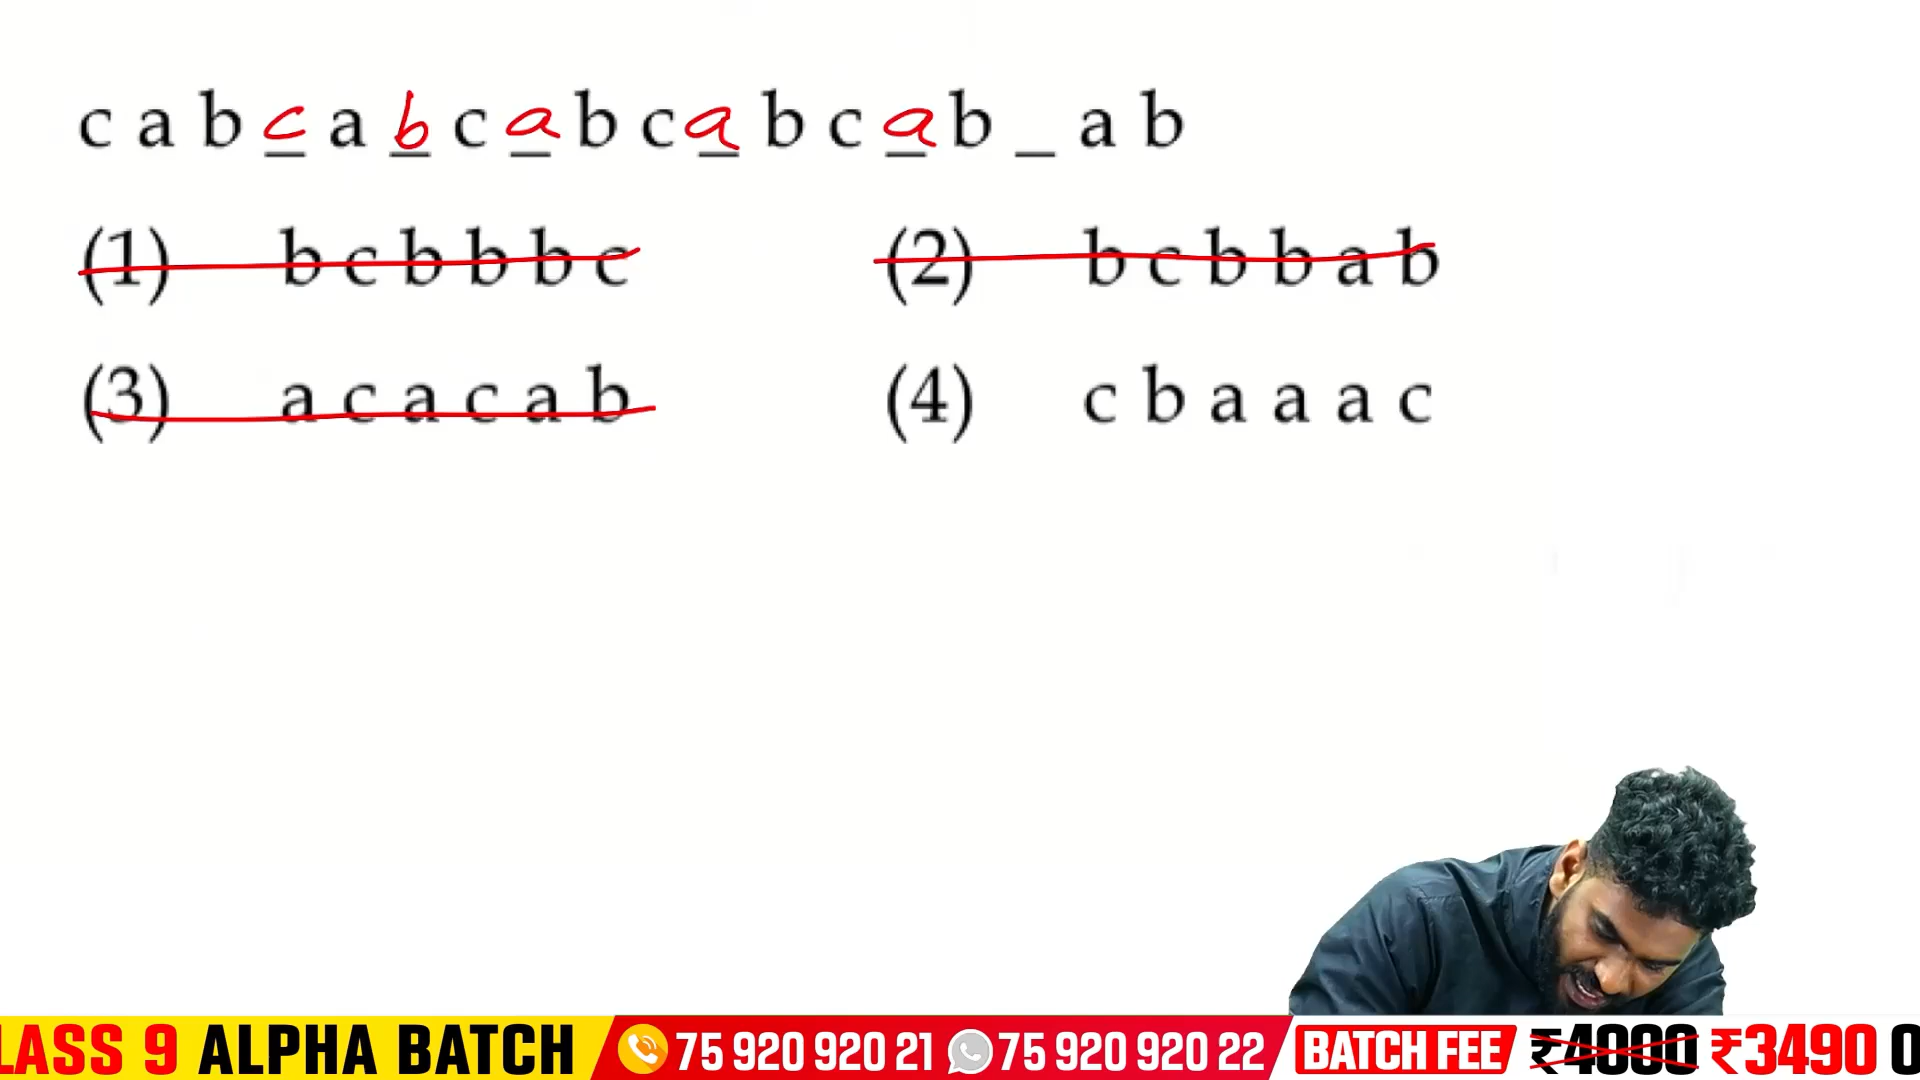 c a b c a b c a b c a b c a b _ a b
(1) b c b b b c (2) b c b b a b
(3) a c a c a b (4) c b a a a c
LASS 9 ALPHA BATCH 75 920 920 21 75 920 920 22 BATCH FEE ₹4000 ₹3490 O